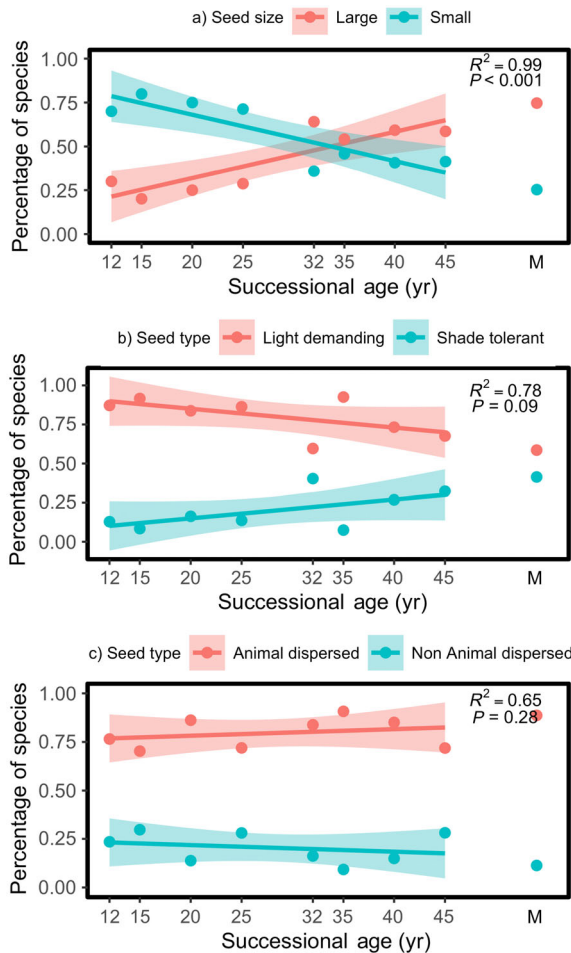 a) Seed size Large Small
Percentage of species
1.00
0.75
0.50
0.25
0.00
R² = 0.99
P < 0.001
12 15 20 25 32 35 40 45 M
Successional age (yr)
b) Seed type Light demanding Shade tolerant
Percentage of species
1.00
0.75
0.50
0.25
0.00
R² = 0.78
P = 0.09
12 15 20 25 32 35 40 45 M
Successional age (yr)
c) Seed type Animal dispersed Non Animal dispersed
Percentage of species
1.00
0.75
0.50
0.25
0.00
R² = 0.65
P = 0.28
12 15 20 25 32 35 40 45 M
Successional age (yr)